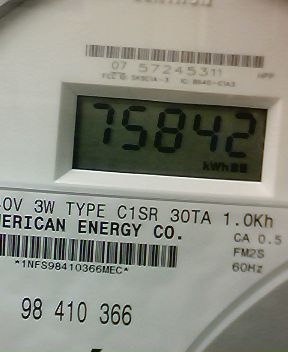 07 57245311
75842
kWh
0V 3W TYPE C1SR 30TA 1.0Kh
MERICAN ENERGY CO.
CA 0.5
FM2S
*1NFS98410366MEC*
60Hz
98 410 366